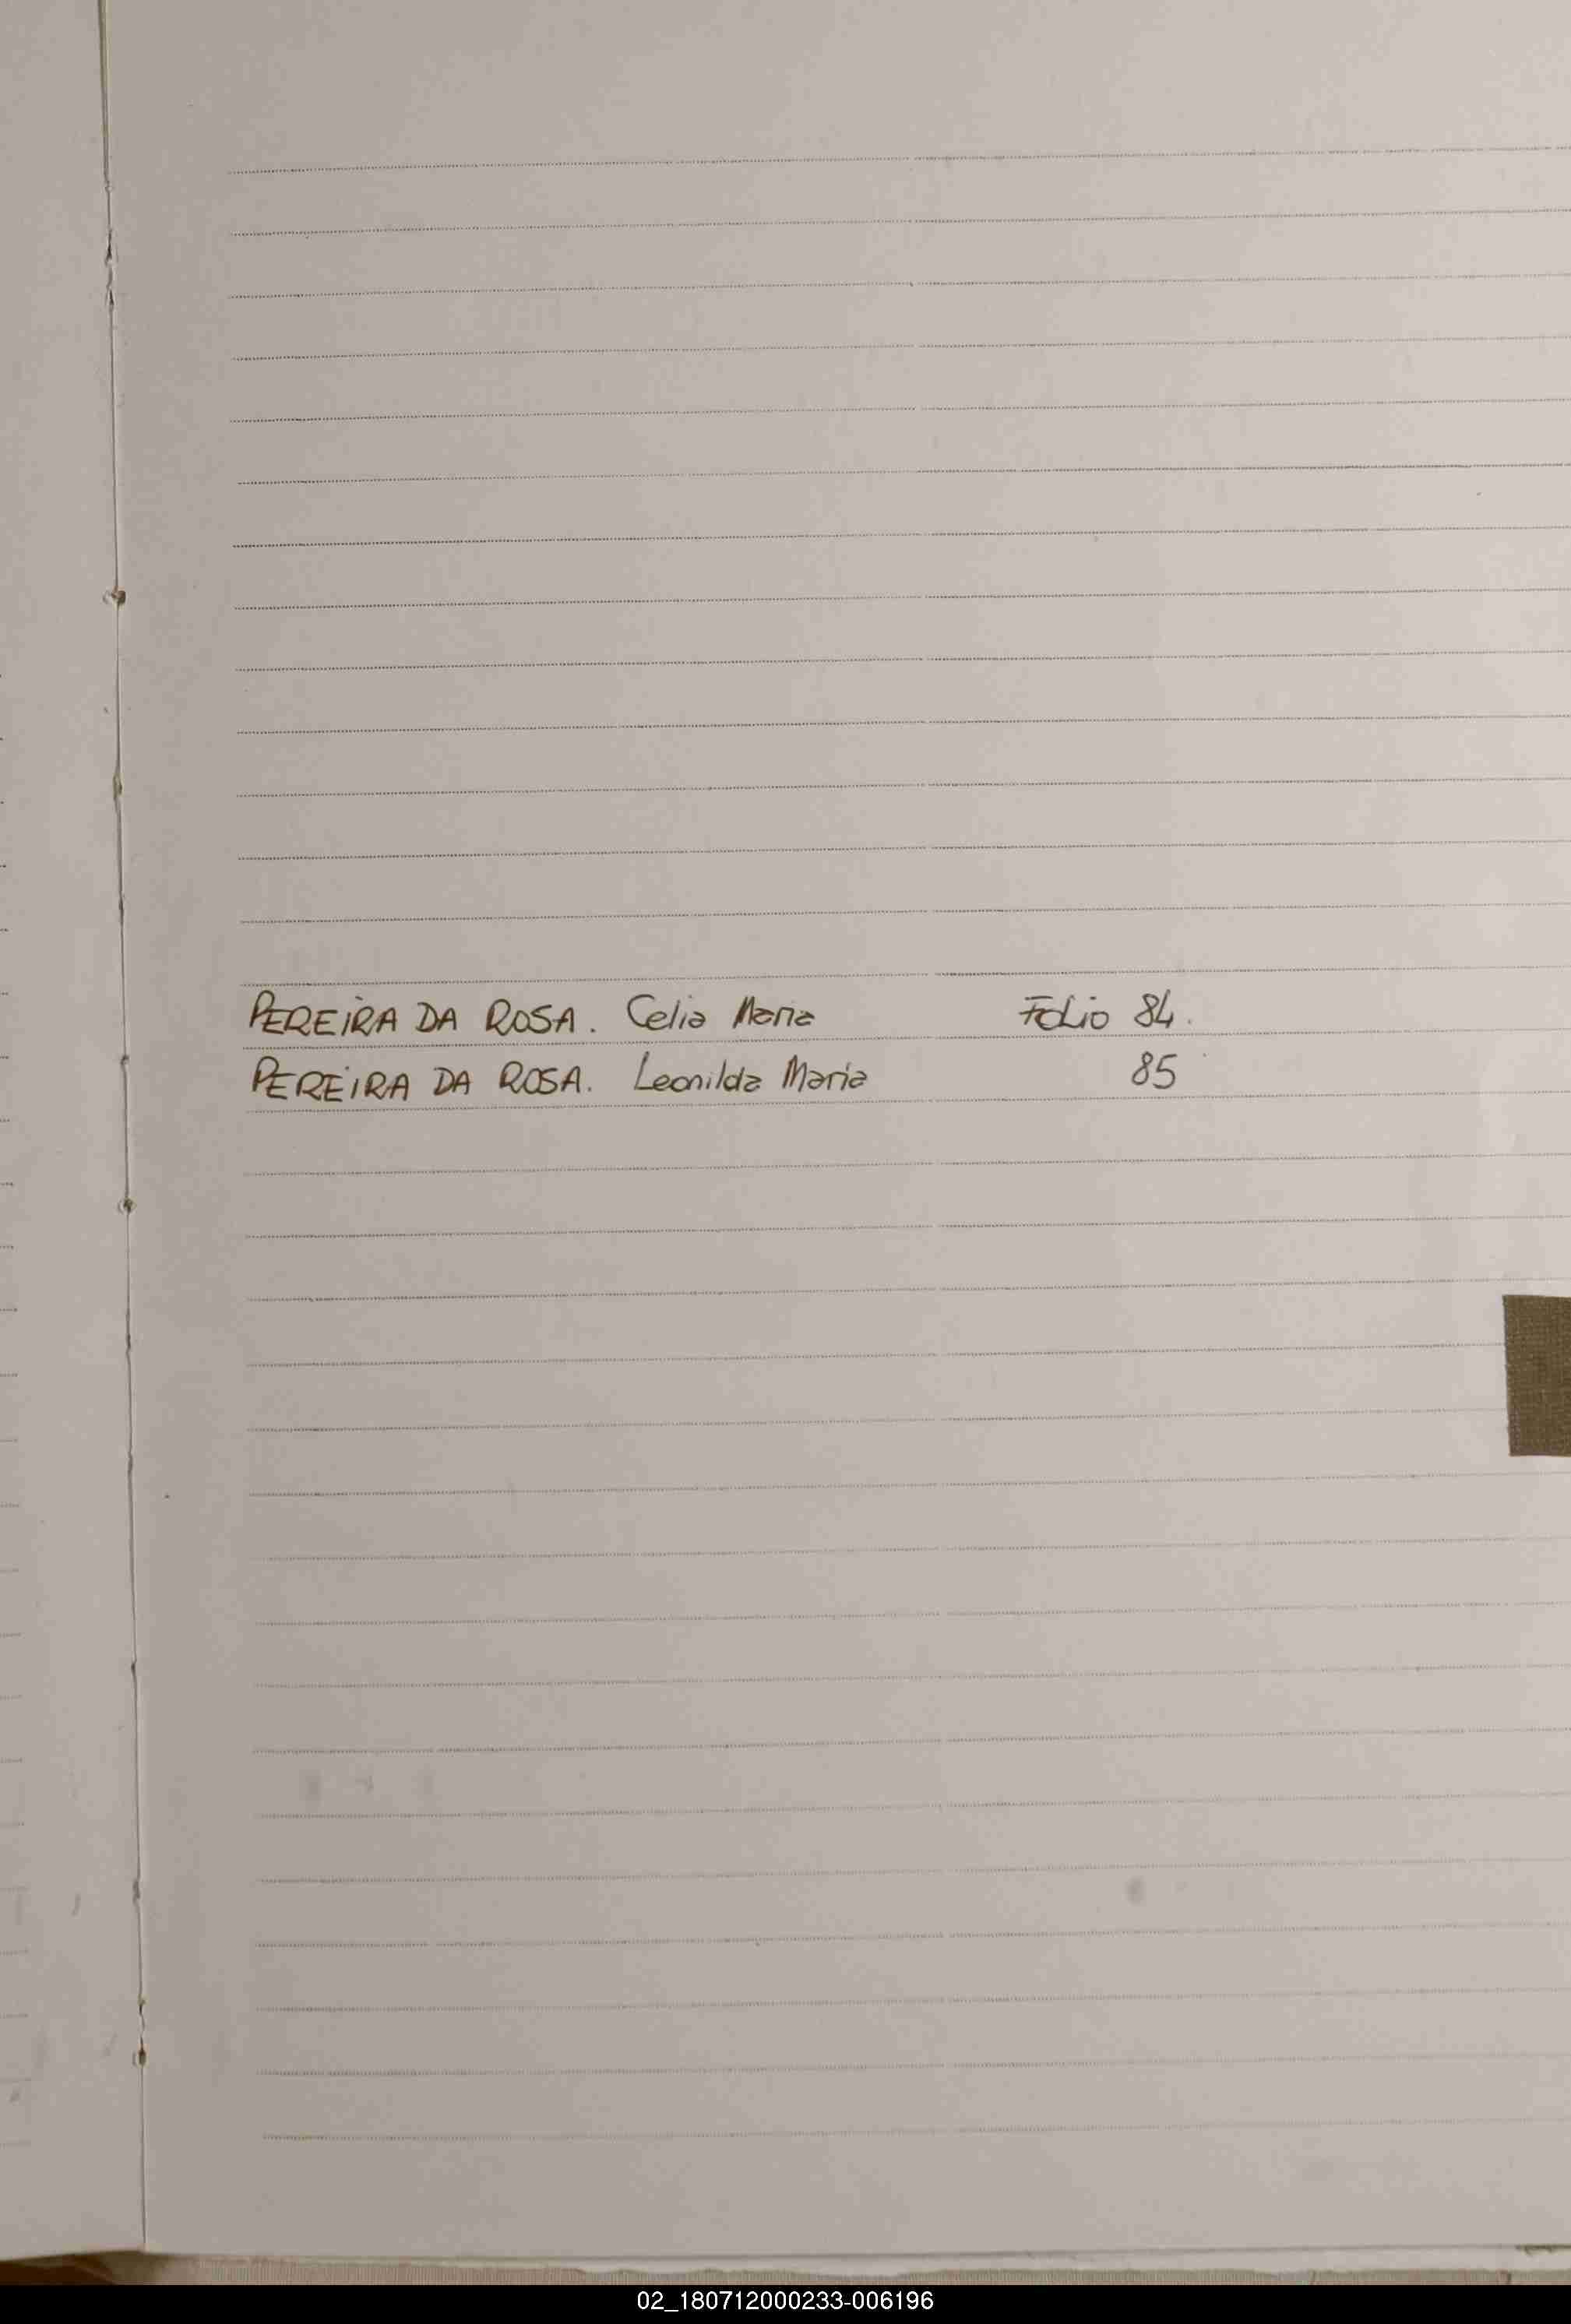 PEREIRA DA ROSA. Celia Maria Folio 84.
PEREIRA DA ROSA. Leonilda Maria 85
02_180712000233-006196